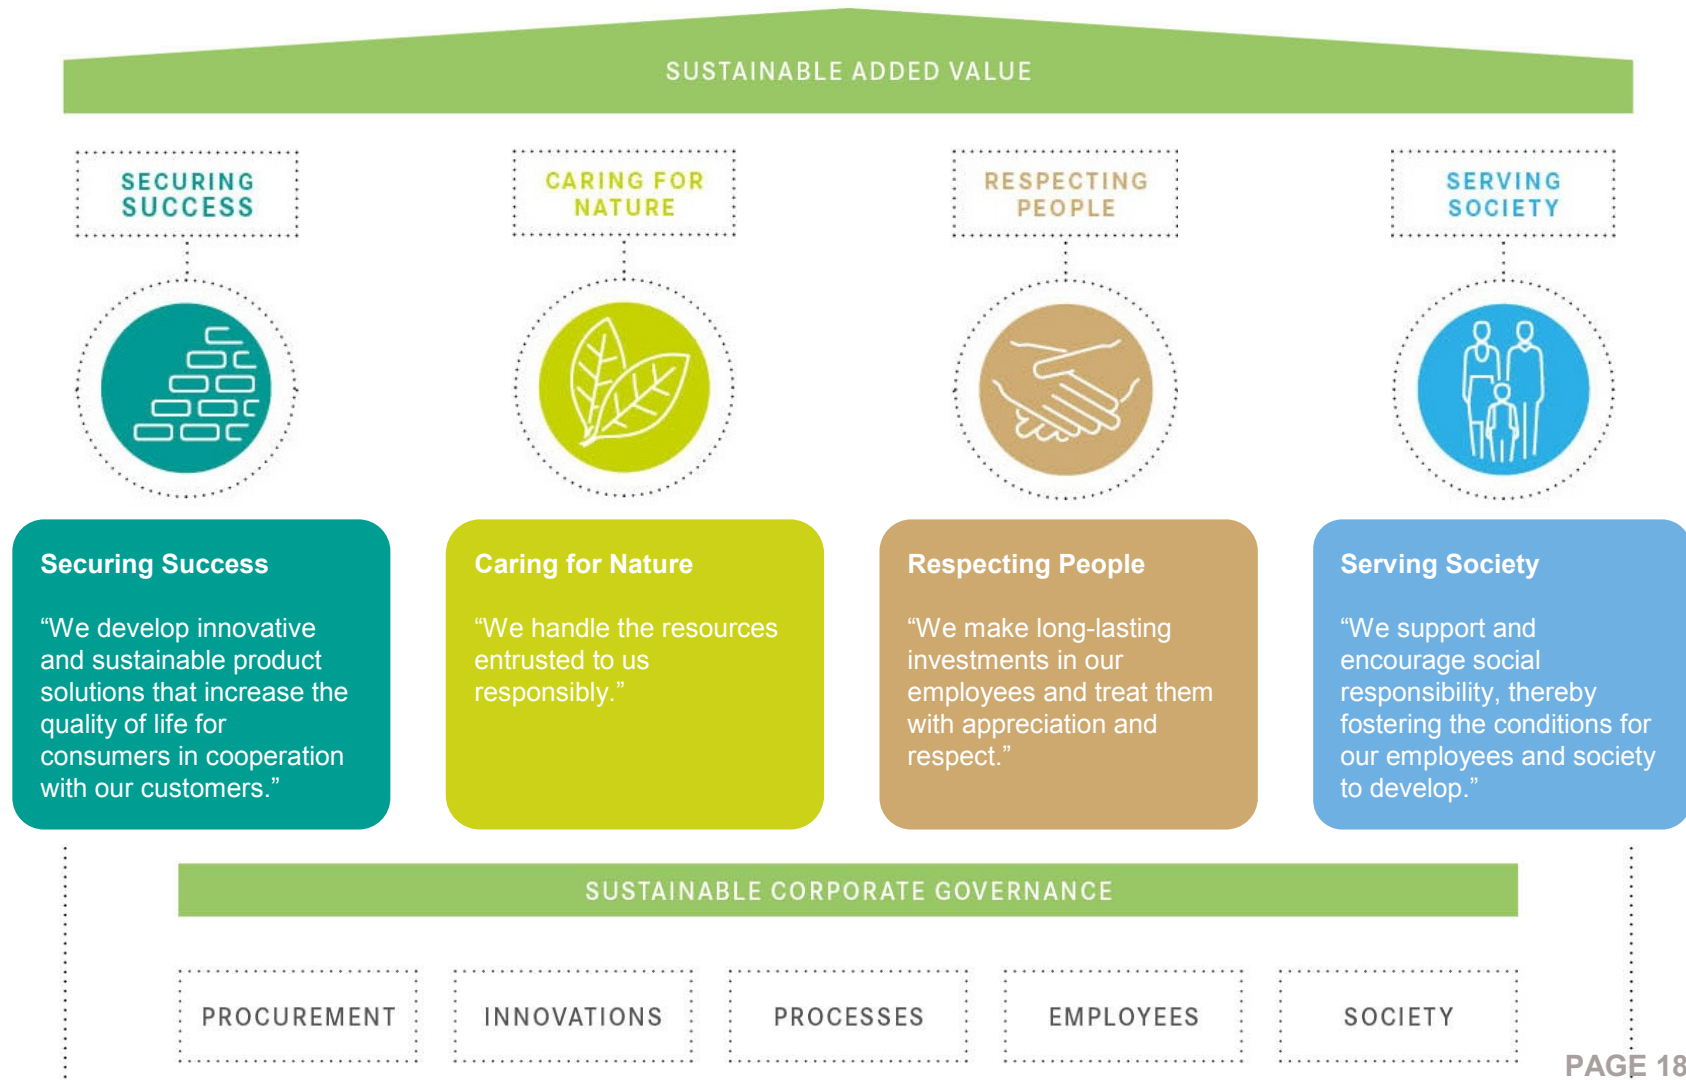 SUSTAINABLE ADDED VALUE
SECURING
SUCCESS
CARING FOR
NATURE
RESPECTING
PEOPLE
SERVING
SOCIETY
Securing Success
“We develop innovative
and sustainable product
solutions that increase the
quality of life for
consumers in cooperation
with our customers.”
Caring for Nature
“We handle the resources
entrusted to us
responsibly.”
Respecting People
“We make long-lasting
investments in our
employees and treat them
with appreciation and
respect.”
Serving Society
“We support and
encourage social
responsibility, thereby
fostering the conditions for
our employees and society
to develop.”
SUSTAINABLE CORPORATE GOVERNANCE
PROCUREMENT
INNOVATIONS
PROCESSES
EMPLOYEES
SOCIETY
PAGE 18